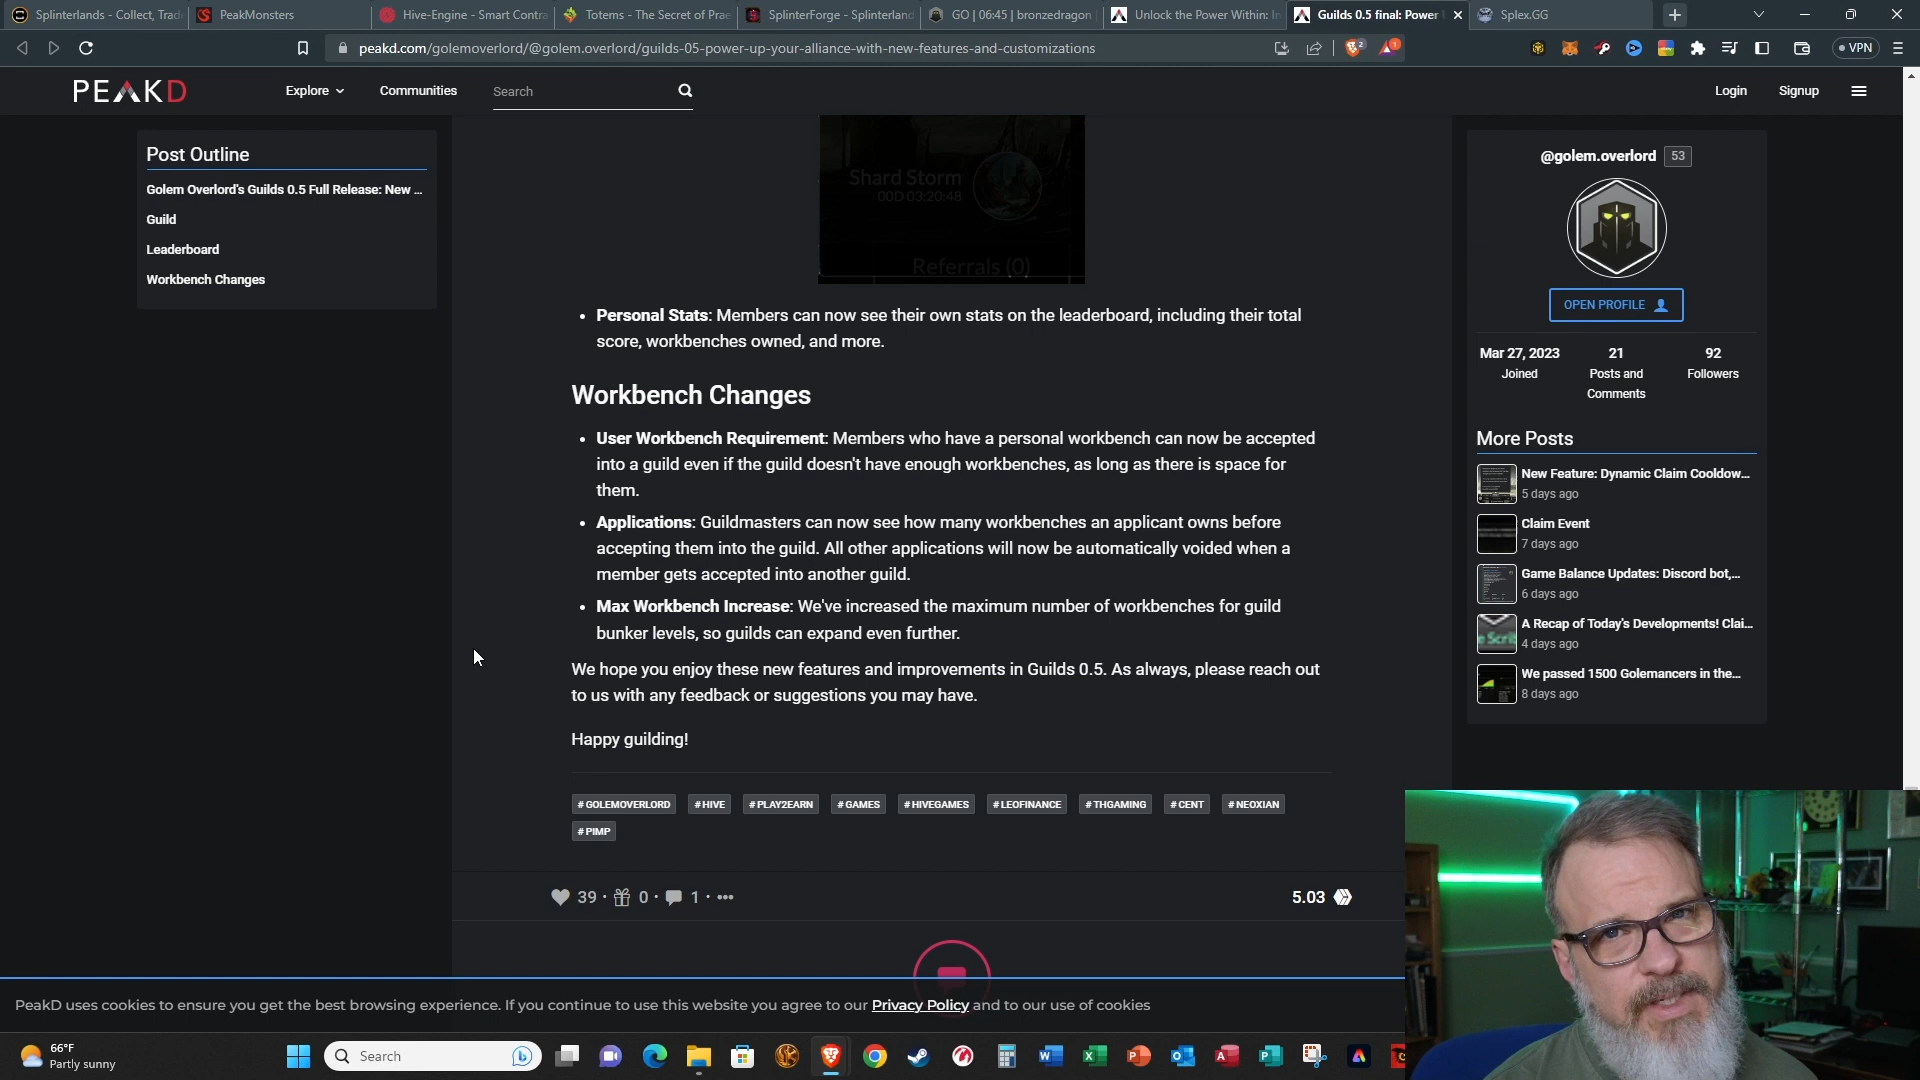 Splinterlands - Collect, Trad
PeakMonsters
Hive-Engine - Smart Contra
Totems - The Secret of Prae
SplinterForge - Splinterland
GO | 06:45 | bronzedragon
Unlock the Power Within: In
Guilds 0.5 final: Power
Splex.GG
peakd.com/golemoverlord/@golem.overlord/guilds-05-power-up-your-alliance-with-new-features-and-customizations
2
1
VPN
PEAKD
Explore
Communities
Search
Login
Signup
Post Outline
Golem Overlord's Guilds 0.5 Full Release: New ...
Guild
Leaderboard
Workbench Changes
Shard Storm
00D 03:20:48
Referrals (0)
• Personal Stats: Members can now see their own stats on the leaderboard, including their total
score, workbenches owned, and more.
Workbench Changes
• User Workbench Requirement: Members who have a personal workbench can now be accepted
into a guild even if the guild doesn't have enough workbenches, as long as there is space for
them.
• Applications: Guildmasters can now see how many workbenches an applicant owns before
accepting them into the guild. All other applications will now be automatically voided when a
member gets accepted into another guild.
• Max Workbench Increase: We've increased the maximum number of workbenches for guild
bunker levels, so guilds can expand even further.
We hope you enjoy these new features and improvements in Guilds 0.5. As always, please reach out
to us with any feedback or suggestions you may have.
Happy guilding!
# GOLEMOVERLORD # HIVE # PLAY2EARN # GAMES # HIVEGAMES # LEOFINANCE # THGAMING # CENT # NEOXIAN
# PIMP
39 · 0 · 1 · •••
5.03
@golem.overlord 53
OPEN PROFILE
Mar 27, 2023 21 92
Joined Posts and Followers
Comments
More Posts
New Feature: Dynamic Claim Cooldow...
5 days ago
Claim Event
7 days ago
Game Balance Updates: Discord bot,...
6 days ago
A Recap of Today's Developments! Clai...
4 days ago
We passed 1500 Golemancers in the...
8 days ago
PeakD uses cookies to ensure you get the best browsing experience. If you continue to use this website you agree to our Privacy Policy and to our use of cookies
66°F
Partly sunny
Search